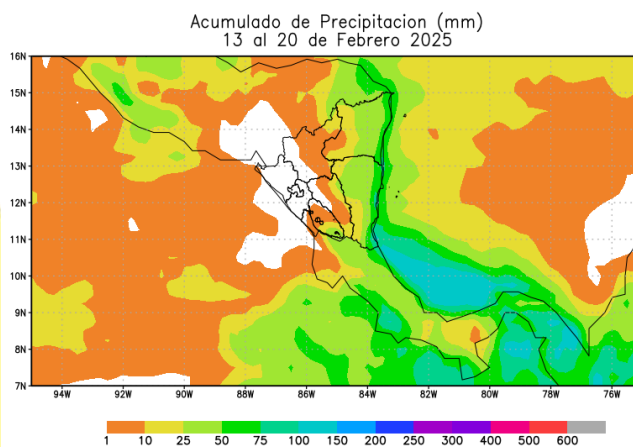 Acumulado de Precipitacion (mm)
13 al 20 de Febrero 2025
16N
15N
14N
13N
12N
11N
10N
9N
8N
7N
94W 92W 90W 88W 86W 84W 82W 80W 78W 76W
1 10 25 50 75 100 150 200 250 300 400 500 600